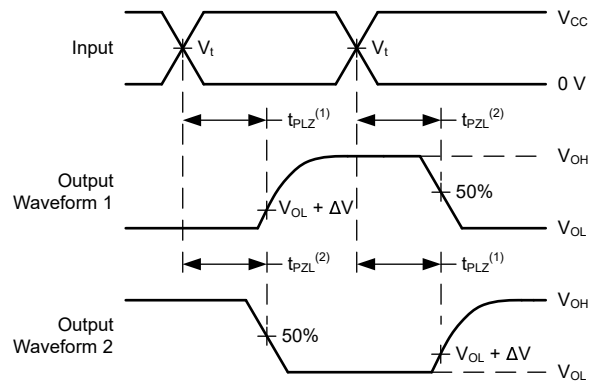 V_CC
Input
V_t
V_t
0 V
t_PLZ^(1)
t_PZL^(2)
V_OH
Output
Waveform 1
50%
V_OL + ΔV
V_OL
t_PZL^(2)
t_PLZ^(1)
V_OH
Output
Waveform 2
50%
V_OL + ΔV
V_OL